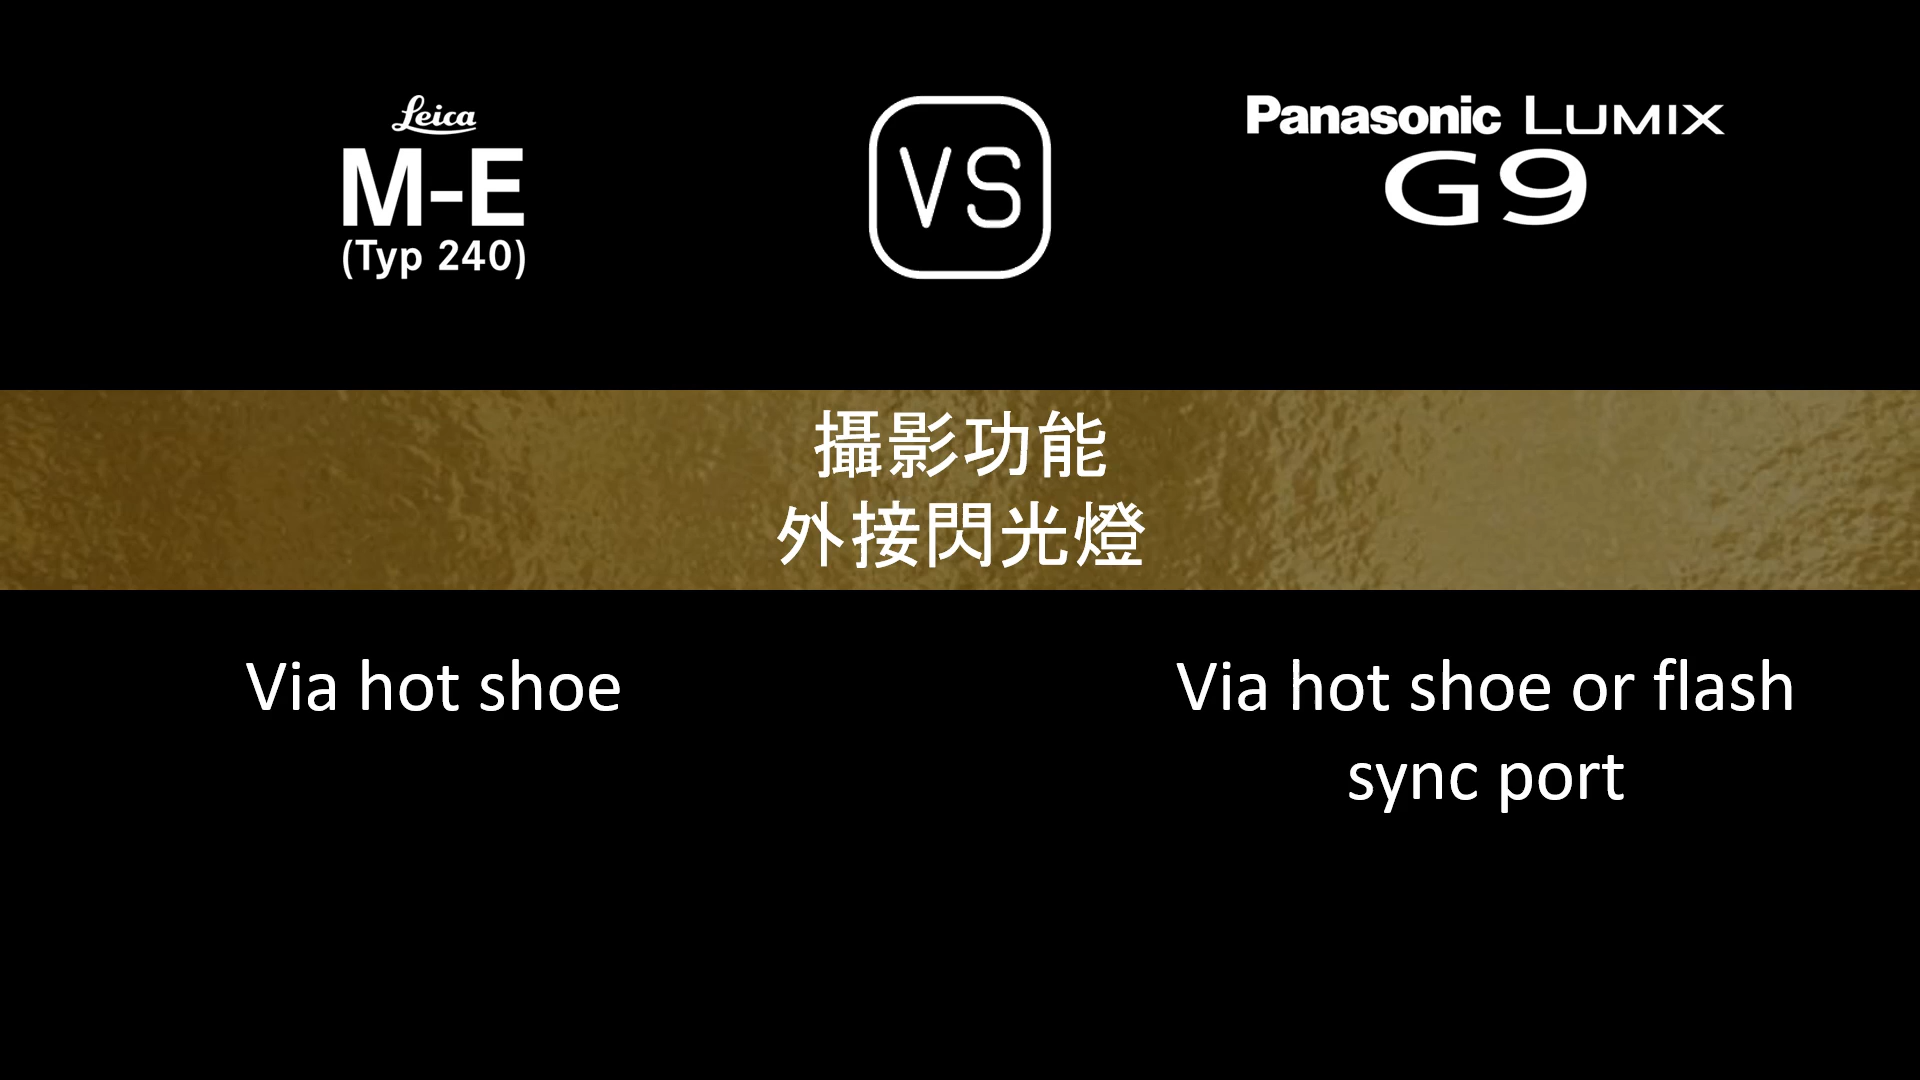 Leica
M-E
(Typ 240)
VS
Panasonic LUMIX
G9
攝影功能
外接閃光燈
Via hot shoe
Via hot shoe or flash
sync port